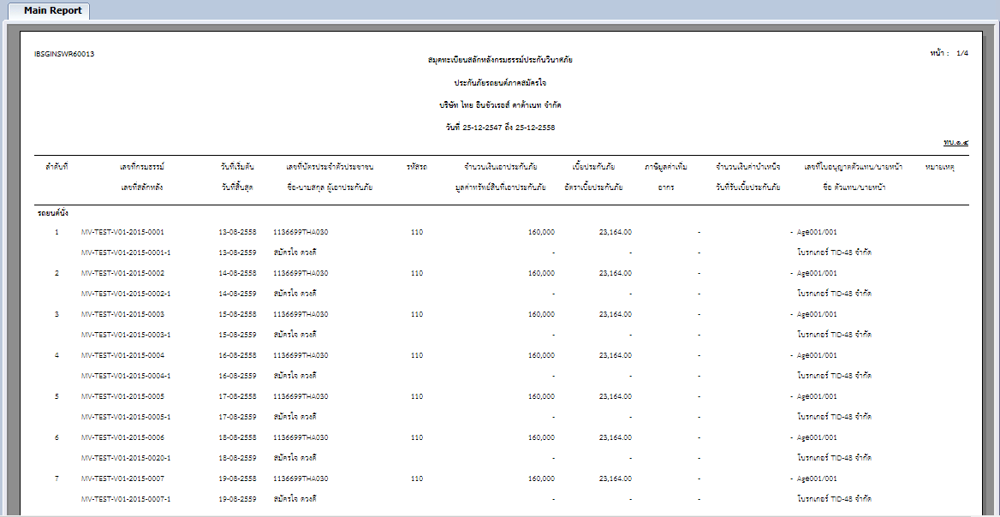 Main Report
IBSGINSWR60013
หน้า : 1/4
สมุดทะเบียนสลักหลังกรมธรรม์ประกันวินาศภัย
ประกันภัยรถยนต์ภาคสมัครใจ
บริษัท ไทย อินชัวเรอส์ ดาต้าเนท จำกัด
วันที่ 25-12-2547 ถึง 25-12-2558
ทบ.๑.๔
ลำดับที่ เลขที่กรมธรรม์ วันที่เริ่มต้น เลขที่บัตรประจำตัวประชาชน รหัสรถ จำนวนเงินเอาประกันภัย เบี้ยประกันภัย ภาษีมูลค่าเพิ่ม จำนวนเงินค่าบำเหน็จ เลขที่ใบอนุญาตตัวแทน/นายหน้า หมายเหตุ
เลขที่สลักหลัง วันที่สิ้นสุด ชื่อ-นามสกุล ผู้เอาประกันภัย มูลค่าทรัพย์สินที่เอาประกันภัย อัตราเบี้ยประกันภัย อากร วันที่รับเบี้ยประกันภัย ชื่อ ตัวแทน/นายหน้า
รถยนต์นั่ง
1 MV-TEST-V01-2015-0001 13-08-2558 1136699THA030 110 160,000 23,164.00 - - Age001/001
MV-TEST-V01-2015-0001-1 13-08-2559 สมัครใจ ดวงดี - - - โบรกเกอร์ TID-48 จำกัด
2 MV-TEST-V01-2015-0002 14-08-2558 1136699THA030 110 160,000 23,164.00 - - Age001/001
MV-TEST-V01-2015-0002-1 14-08-2559 สมัครใจ ดวงดี - - - โบรกเกอร์ TID-48 จำกัด
3 MV-TEST-V01-2015-0003 15-08-2558 1136699THA030 110 160,000 23,164.00 - - Age001/001
MV-TEST-V01-2015-0003-1 15-08-2559 สมัครใจ ดวงดี - - - โบรกเกอร์ TID-48 จำกัด
4 MV-TEST-V01-2015-0004 16-08-2558 1136699THA030 110 160,000 23,164.00 - - Age001/001
MV-TEST-V01-2015-0004-1 16-08-2559 สมัครใจ ดวงดี - - - โบรกเกอร์ TID-48 จำกัด
5 MV-TEST-V01-2015-0005 17-08-2558 1136699THA030 110 160,000 23,164.00 - - Age001/001
MV-TEST-V01-2015-0005-1 17-08-2559 สมัครใจ ดวงดี - - - โบรกเกอร์ TID-48 จำกัด
6 MV-TEST-V01-2015-0006 18-08-2558 1136699THA030 110 160,000 23,164.00 - - Age001/001
MV-TEST-V01-2015-0020-1 18-08-2559 สมัครใจ ดวงดี - - - โบรกเกอร์ TID-48 จำกัด
7 MV-TEST-V01-2015-0007 19-08-2558 1136699THA030 110 160,000 23,164.00 - - Age001/001
MV-TEST-V01-2015-0007-1 19-08-2559 สมัครใจ ดวงดี - - - โบรกเกอร์ TID-48 จำกัด